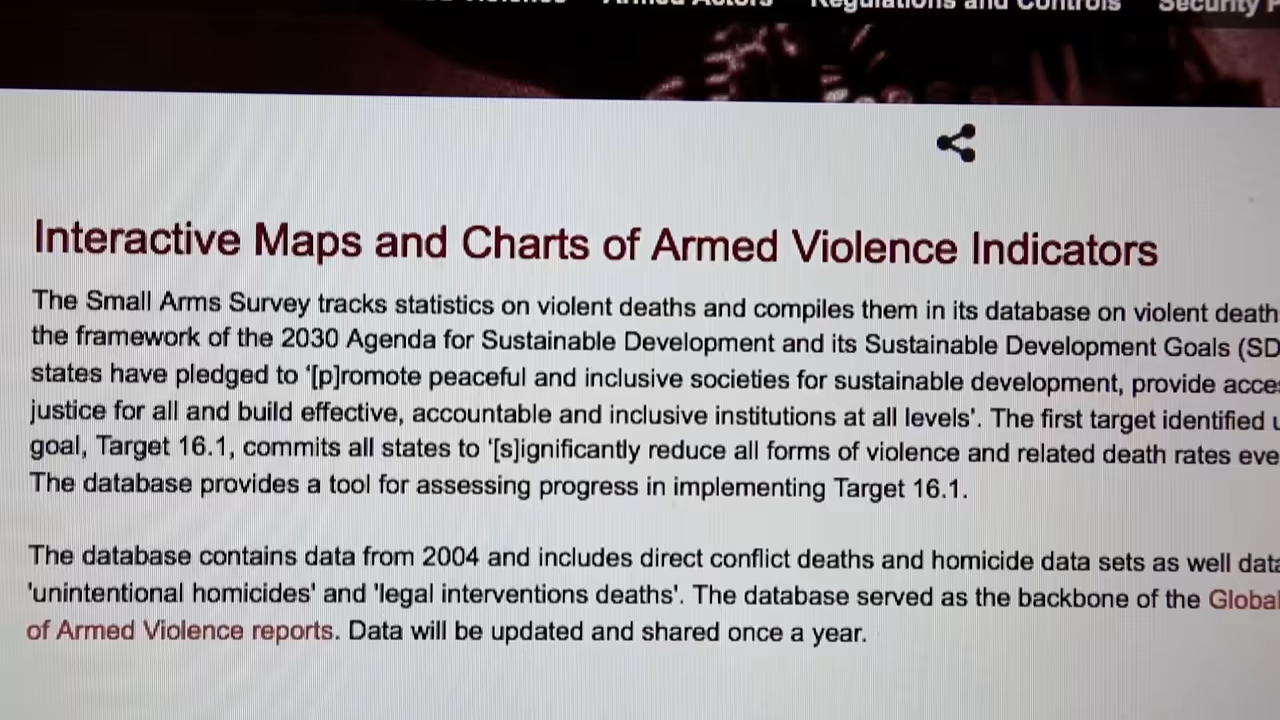 Armed Actors Regulations and Controls Security
Interactive Maps and Charts of Armed Violence Indicators
The Small Arms Survey tracks statistics on violent deaths and compiles them in its database on violent death
the framework of the 2030 Agenda for Sustainable Development and its Sustainable Development Goals (SD
states have pledged to '[p]romote peaceful and inclusive societies for sustainable development, provide acce
justice for all and build effective, accountable and inclusive institutions at all levels'. The first target identified u
goal, Target 16.1, commits all states to '[s]ignificantly reduce all forms of violence and related death rates eve
The database provides a tool for assessing progress in implementing Target 16.1.
The database contains data from 2004 and includes direct conflict deaths and homicide data sets as well data
'unintentional homicides' and 'legal interventions deaths'. The database served as the backbone of the Global
of Armed Violence reports. Data will be updated and shared once a year.